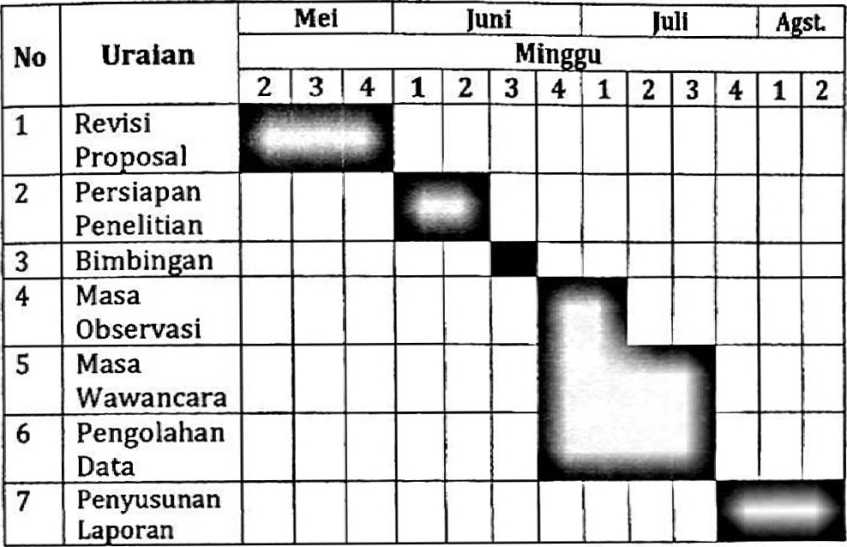 No Uraian Mei Juni Juli Agst.
Minggu
2 3 4 1 2 3 4 1 2 3 4 1 2
1 Revisi
Proposal
2 Persiapan
Penelitian
3 Bimbingan
4 Masa
Observasi
5 Masa
Wawancara
6 Pengolahan
Data
7 Penyusunan
Laporan